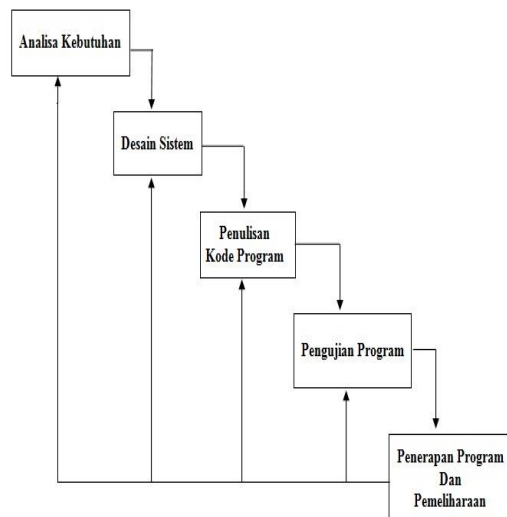 Analisa Kebutuhan
Desain Sistem
Penulisan
Kode Program
Pengujian Program
Penerapan Program
Dan
Pemeliharaan